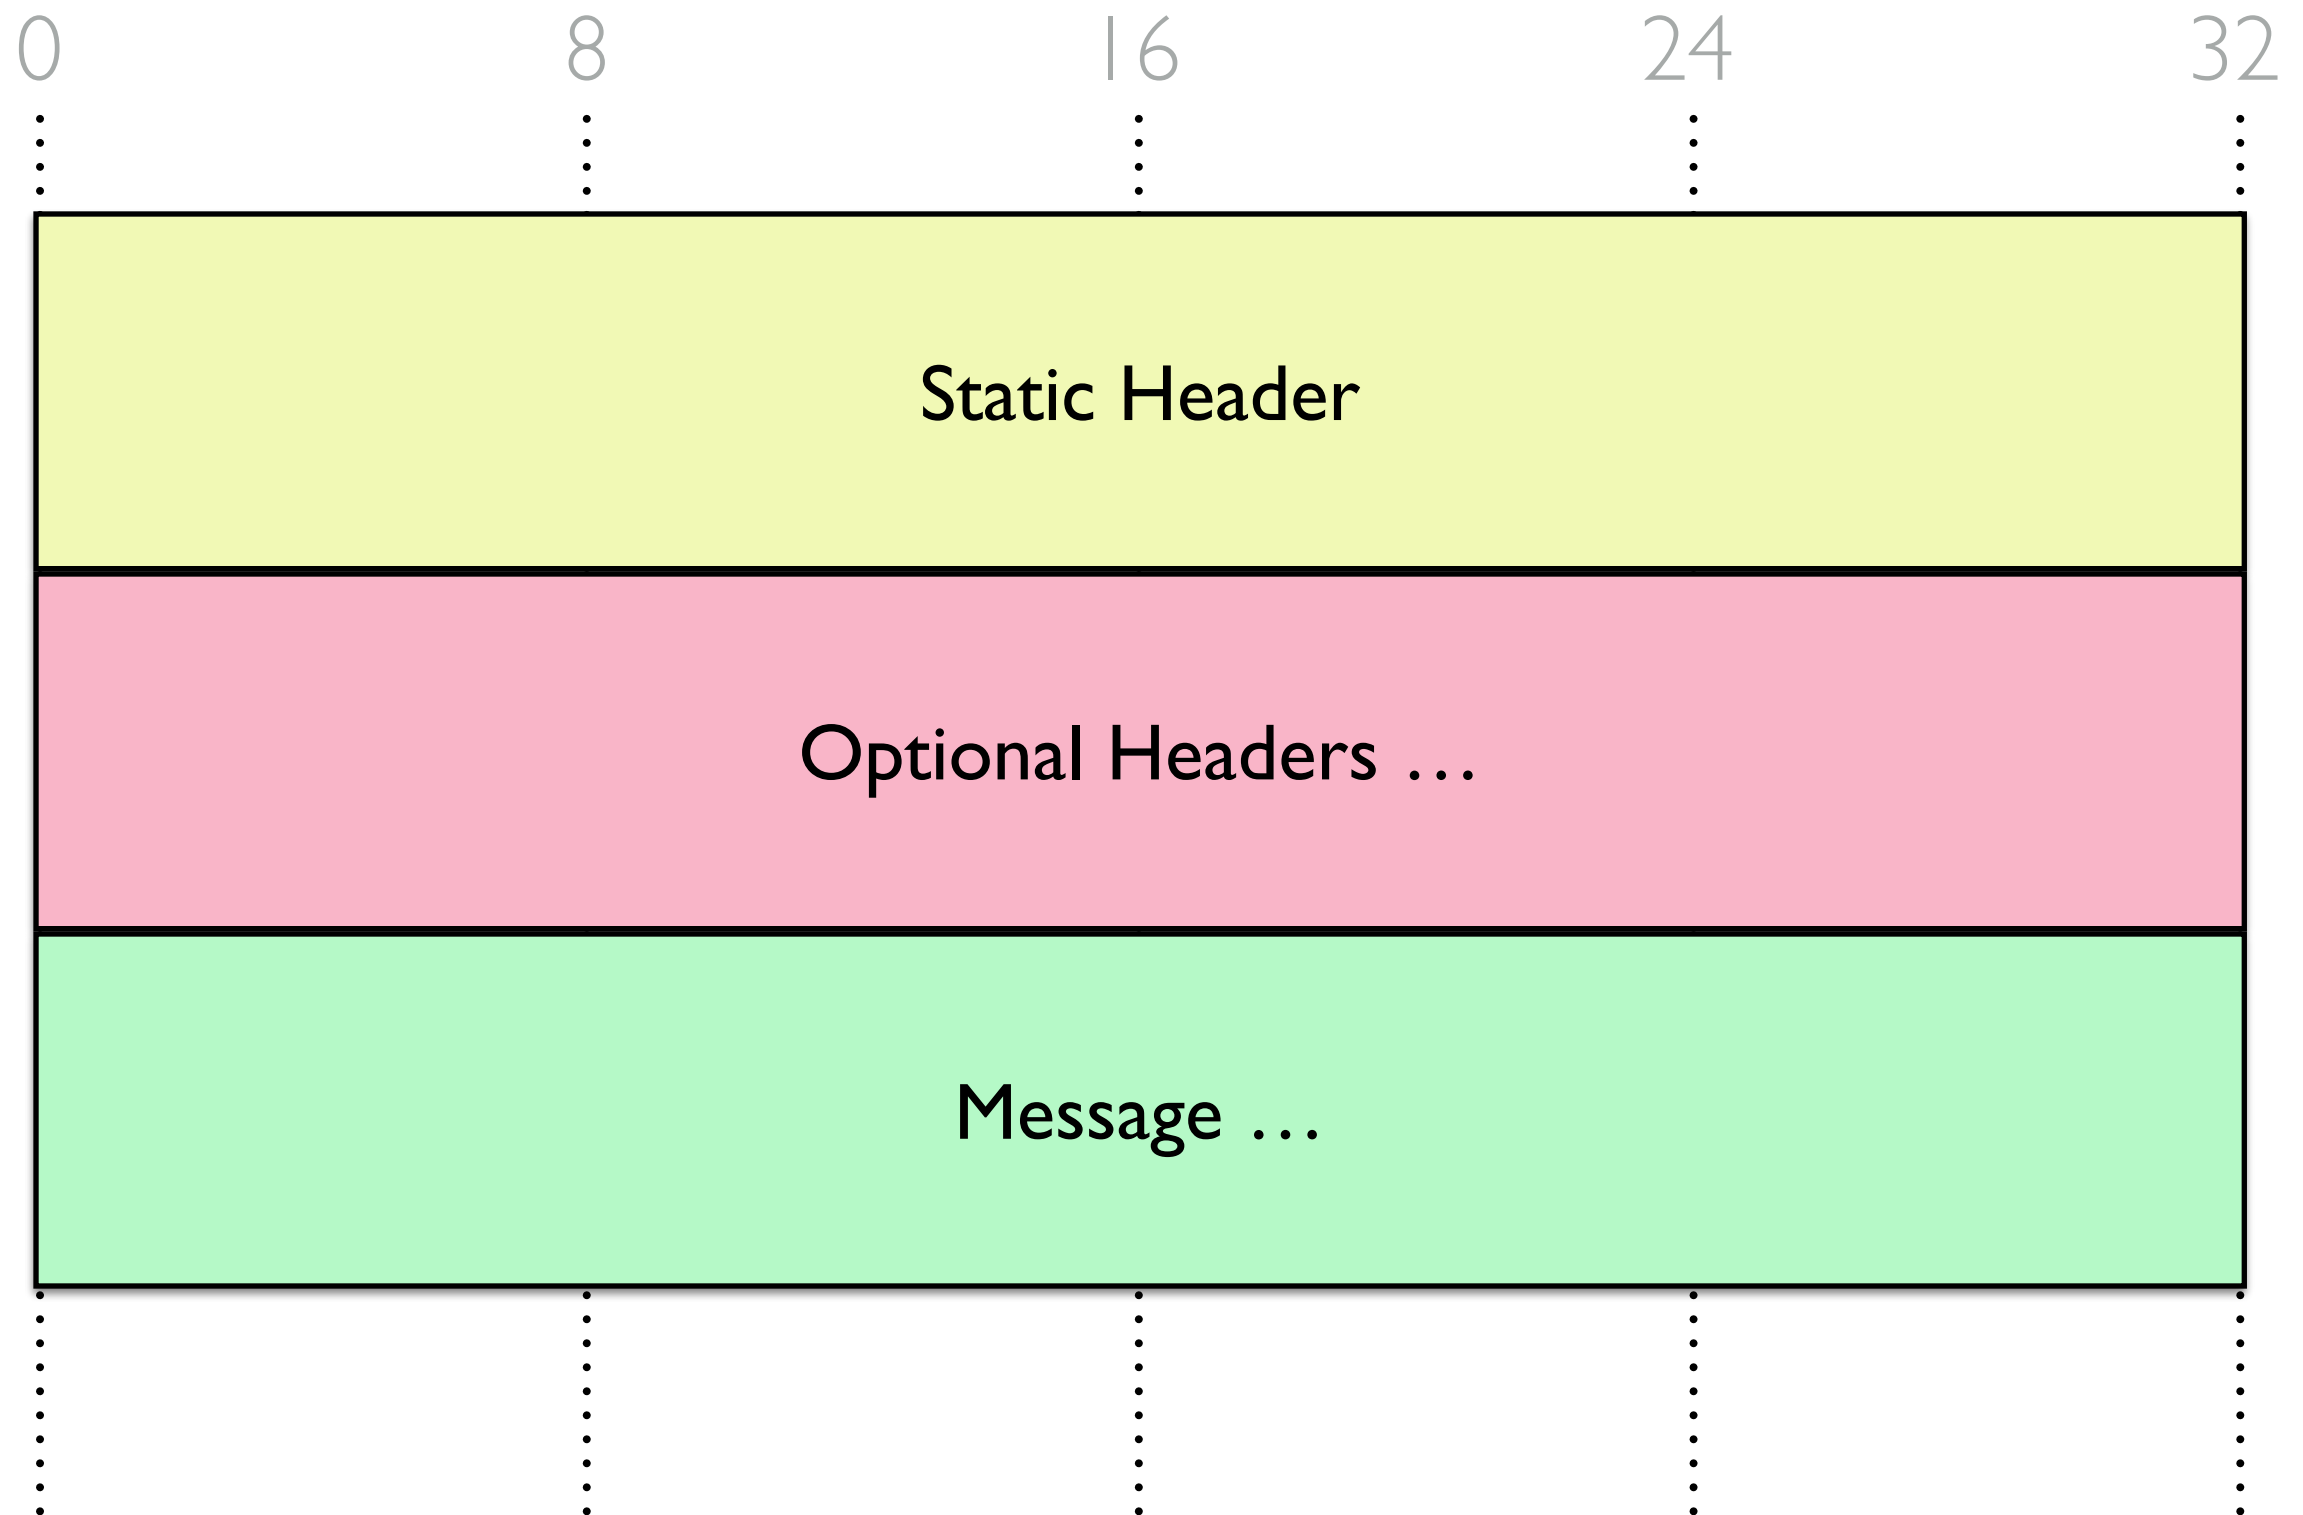 0 8 16 24 32
Static Header
Optional Headers …
Message …